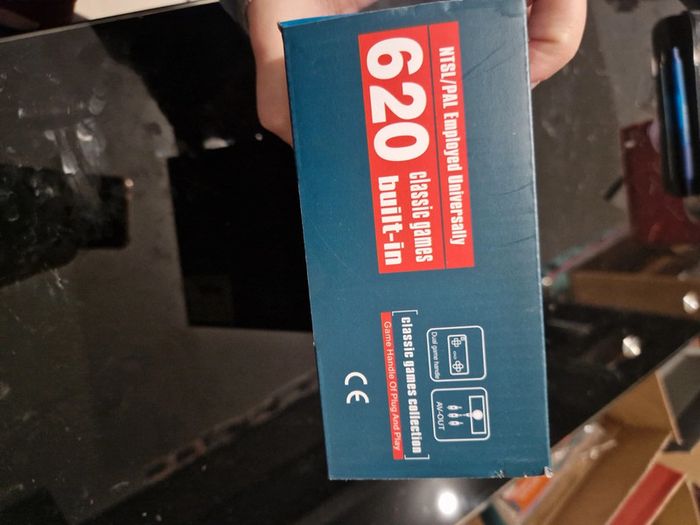 NTSL/PAL Employed Universally
620 classic games
built-in
classic games collection
Game Handle Of Plug And Play
CE
Dual game handle
AV-OUT